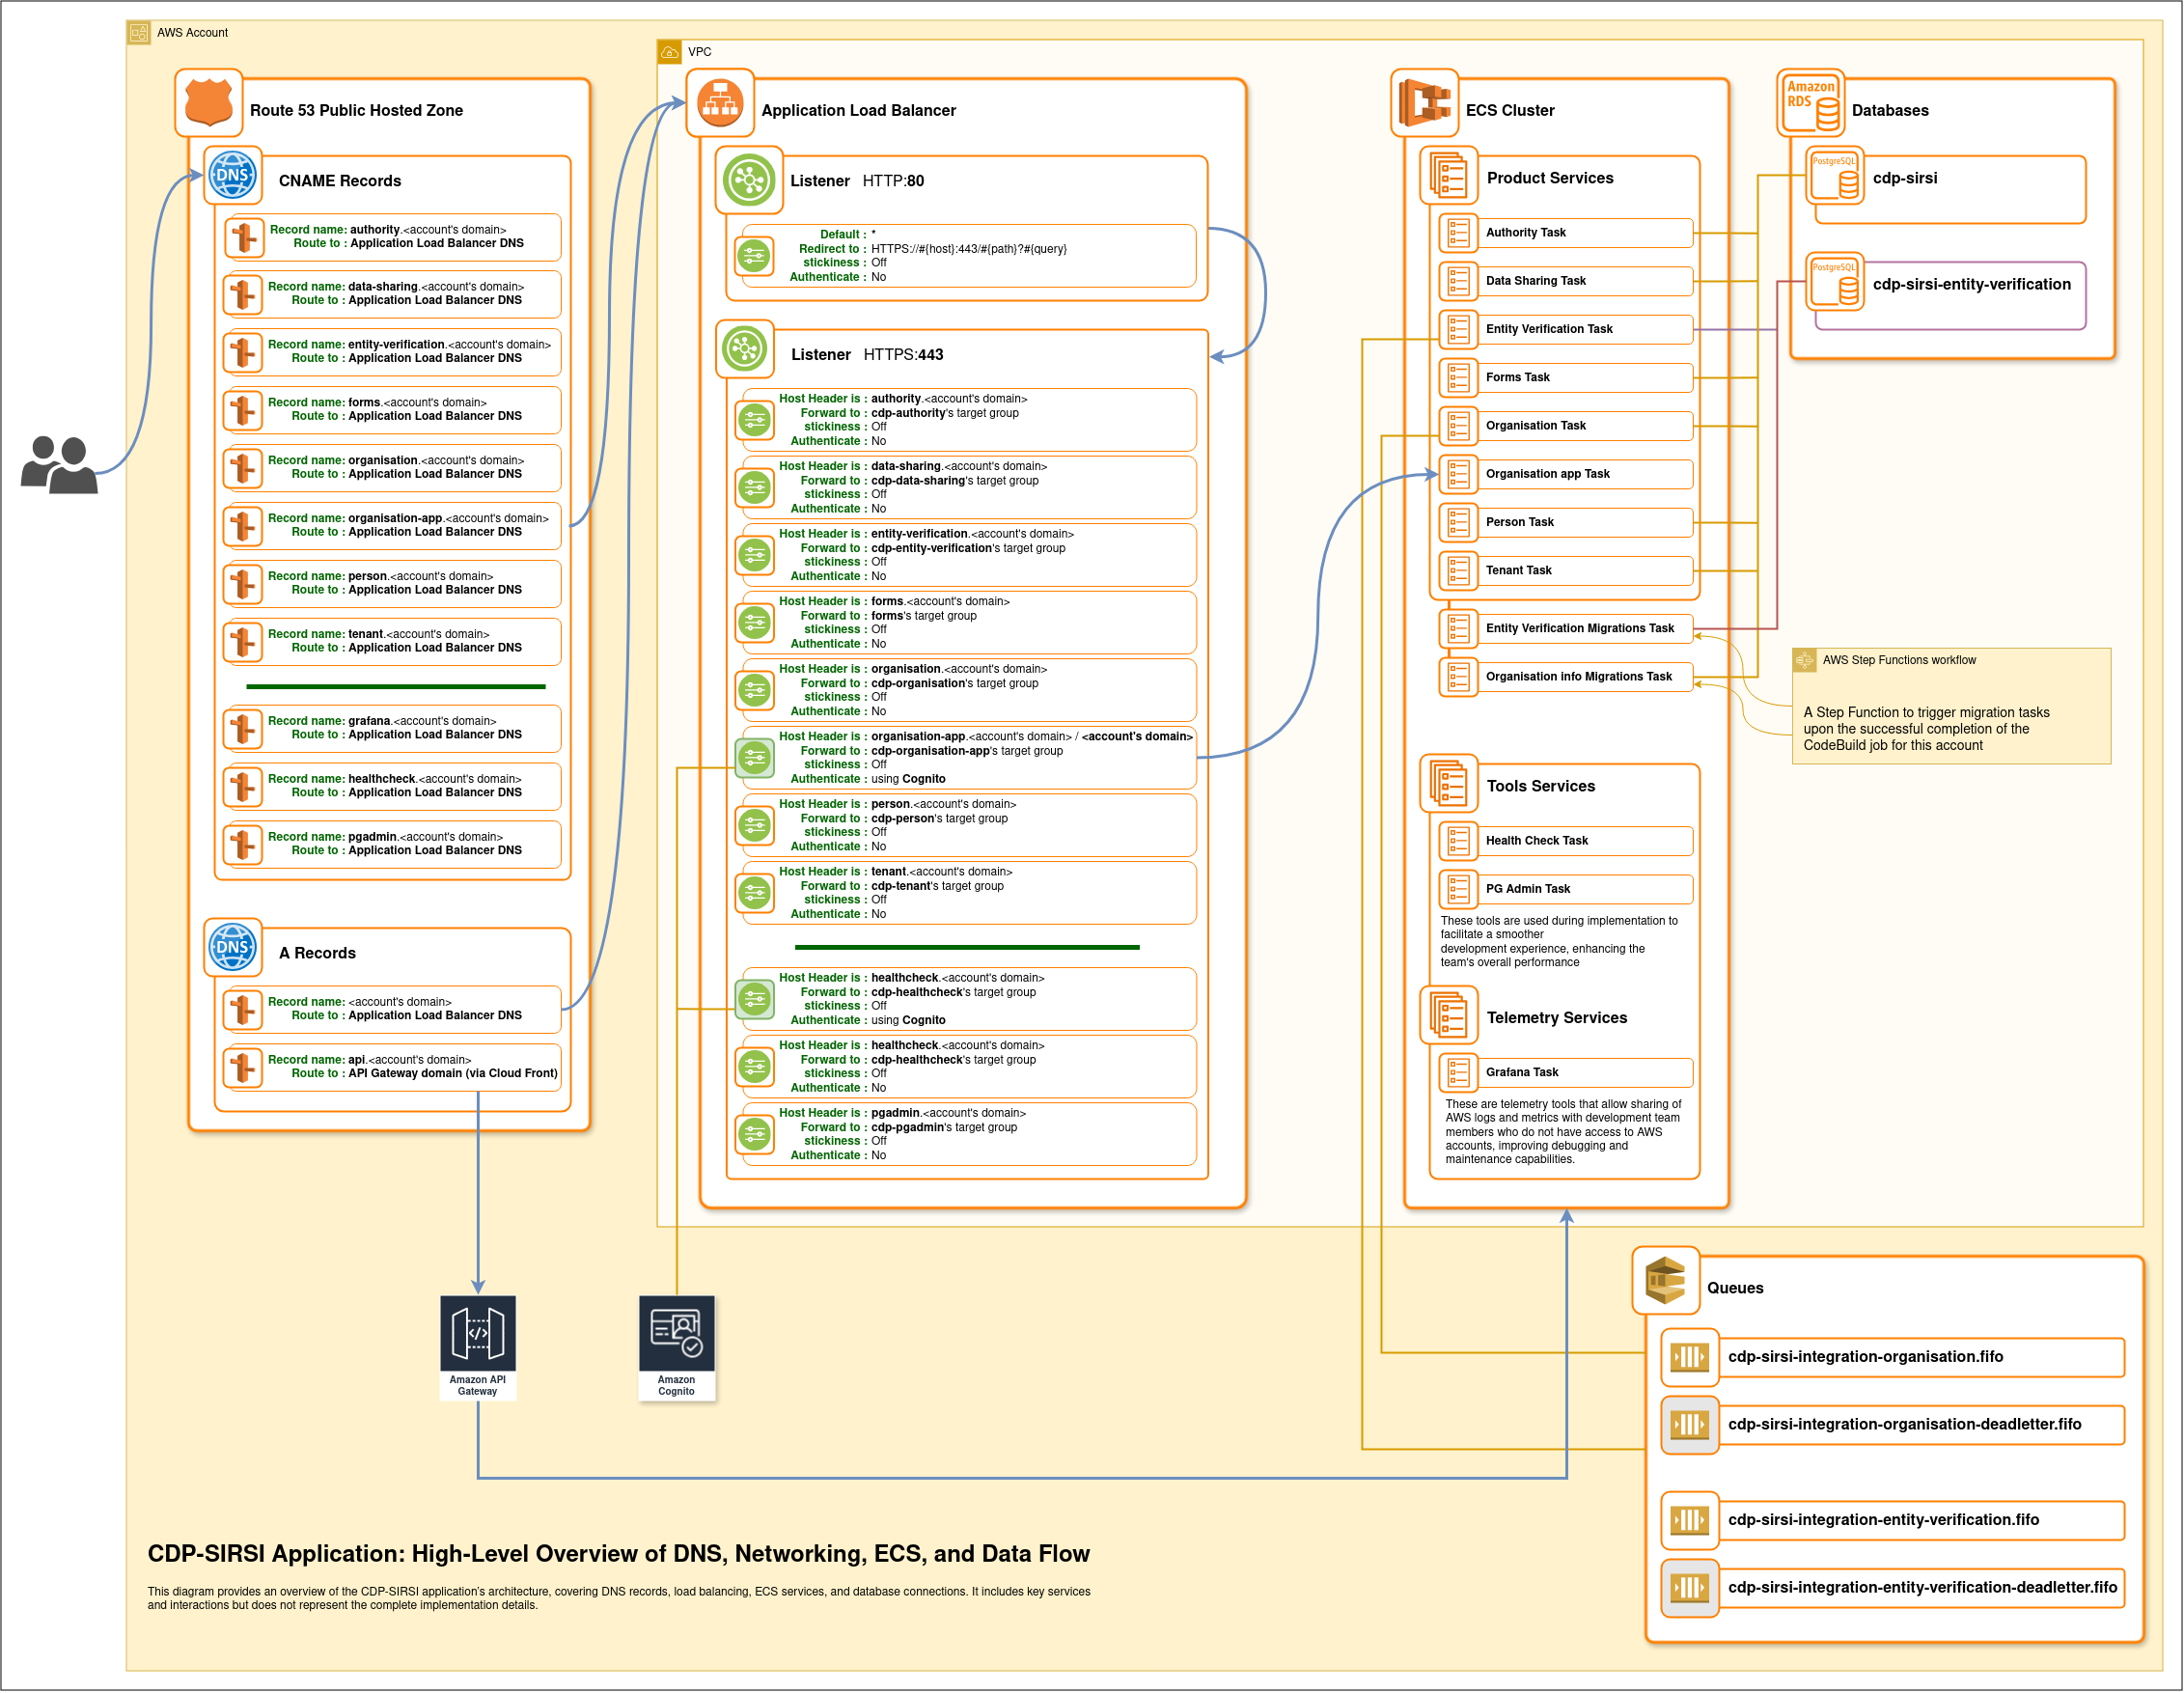 AWS Account
VPC
Route 53 Public Hosted Zone
DNS
CNAME Records
Record name: authority.<account's domain>
Route to : Application Load Balancer DNS
Record name: data-sharing.<account's domain>
Route to : Application Load Balancer DNS
Record name: entity-verification.<account's domain>
Route to : Application Load Balancer DNS
Record name: forms.<account's domain>
Route to : Application Load Balancer DNS
Record name: organisation.<account's domain>
Route to : Application Load Balancer DNS
Record name: organisation-app.<account's domain>
Route to : Application Load Balancer DNS
Record name: person.<account's domain>
Route to : Application Load Balancer DNS
Record name: tenant.<account's domain>
Route to : Application Load Balancer DNS
Record name: grafana.<account's domain>
Route to : Application Load Balancer DNS
Record name: healthcheck.<account's domain>
Route to : Application Load Balancer DNS
Record name: pgadmin.<account's domain>
Route to : Application Load Balancer DNS
DNS
A Records
Record name: <account's domain>
Route to : Application Load Balancer DNS
Record name: api.<account's domain>
Route to : API Gateway domain (via Cloud Front)
Application Load Balancer
Listener HTTP:80
Default : *
Redirect to : HTTPS://#{host}:443/#{path}?#{query}
stickiness : Off
Authenticate : No
Listener HTTPS:443
Host Header is : authority.<account's domain>
Forward to : cdp-authority's target group
stickiness : Off
Authenticate : No
Host Header is : data-sharing.<account's domain>
Forward to : cdp-data-sharing's target group
stickiness : Off
Authenticate : No
Host Header is : entity-verification.<account's domain>
Forward to : cdp-entity-verification's target group
stickiness : Off
Authenticate : No
Host Header is : forms.<account's domain>
Forward to : forms's target group
stickiness : Off
Authenticate : No
Host Header is : organisation.<account's domain>
Forward to : cdp-organisation's target group
stickiness : Off
Authenticate : No
Host Header is : organisation-app.<account's domain> / <account's domain>
Forward to : cdp-organisation-app's target group
stickiness : Off
Authenticate : using Cognito
Host Header is : person.<account's domain>
Forward to : cdp-person's target group
stickiness : Off
Authenticate : No
Host Header is : tenant.<account's domain>
Forward to : cdp-tenant's target group
stickiness : Off
Authenticate : No
Host Header is : healthcheck.<account's domain>
Forward to : cdp-healthcheck's target group
stickiness : Off
Authenticate : using Cognito
Host Header is : healthcheck.<account's domain>
Forward to : cdp-healthcheck's target group
stickiness : Off
Authenticate : No
Host Header is : pgadmin.<account's domain>
Forward to : cdp-pgadmin's target group
stickiness : Off
Authenticate : No
ECS Cluster
Product Services
Authority Task
Data Sharing Task
Entity Verification Task
Forms Task
Organisation Task
Organisation app Task
Person Task
Tenant Task
Entity Verification Migrations Task
Organisation info Migrations Task
Tools Services
Health Check Task
PG Admin Task
These tools are used during implementation to
facilitate a smoother
development experience, enhancing the
team's overall performance
Telemetry Services
Grafana Task
These are telemetry tools that allow sharing of
AWS logs and metrics with development team
members who do not have access to AWS
accounts, improving debugging and
maintenance capabilities.
Amazon
RDS
Databases
PostgreSQL
cdp-sirsi
PostgreSQL
cdp-sirsi-entity-verification
AWS Step Functions workflow
A Step Function to trigger migration tasks
upon the successful completion of the
CodeBuild job for this account
Amazon API
Gateway
Amazon
Cognito
Queues
cdp-sirsi-integration-organisation.fifo
cdp-sirsi-integration-organisation-deadletter.fifo
cdp-sirsi-integration-entity-verification.fifo
cdp-sirsi-integration-entity-verification-deadletter.fifo
CDP-SIRSI Application: High-Level Overview of DNS, Networking, ECS, and Data Flow
This diagram provides an overview of the CDP-SIRSI application's architecture, covering DNS records, load balancing, ECS services, and database connections. It includes key services
and interactions but does not represent the complete implementation details.